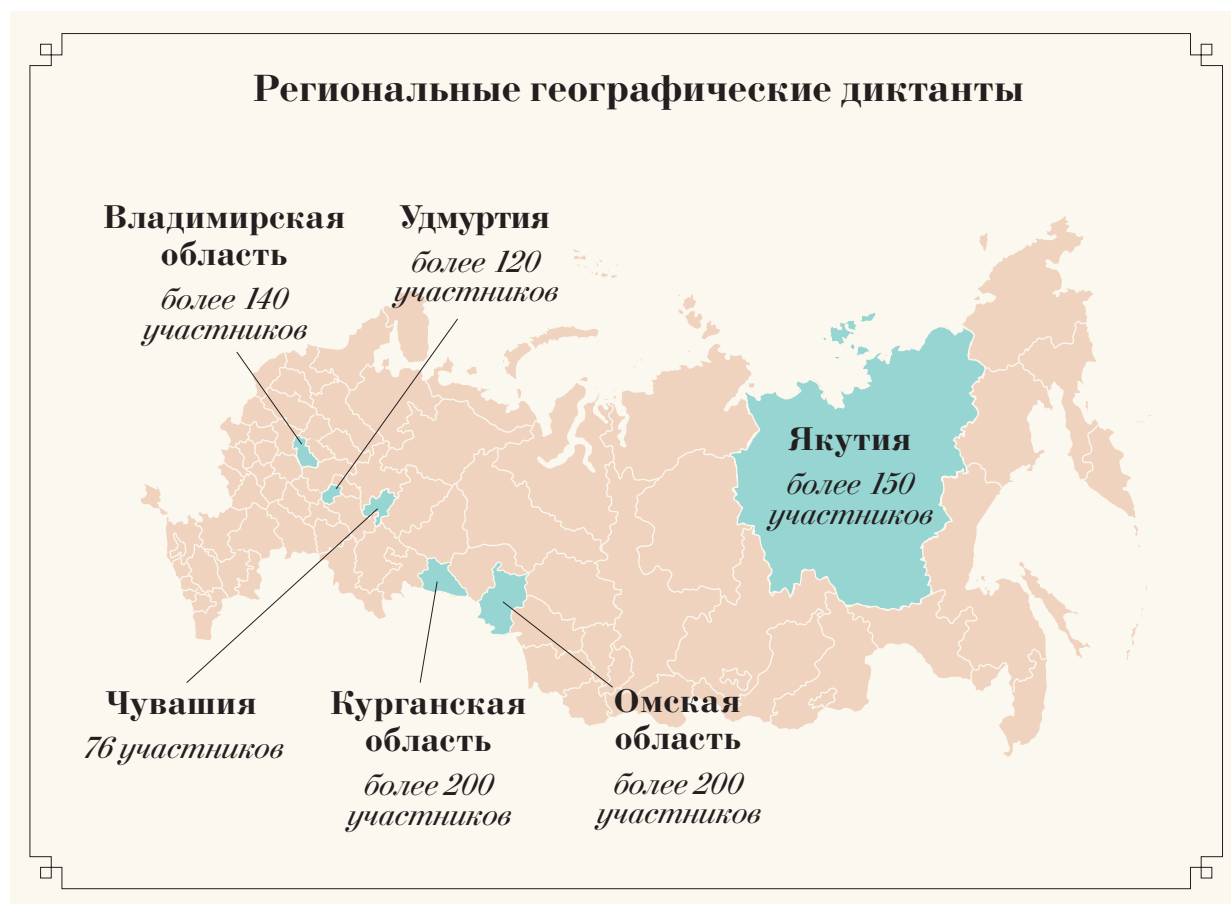 Региональные географические диктанты
Владимирская
область
более 140
участников
Удмуртия
более 120
участников
Якутия
более 150
участников
Чувашия
76 участников
Курганская
область
более 200
участников
Омская
область
более 200
участников